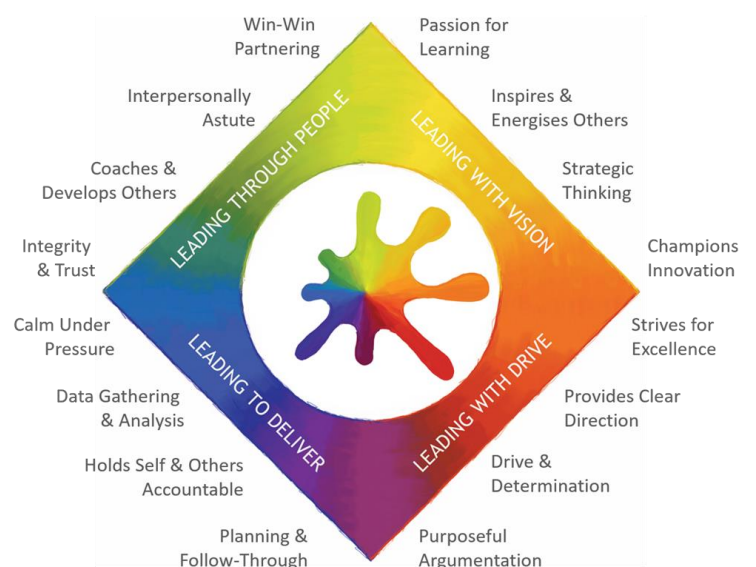 Win-Win
Partnering
Interpersonally
Astute
Coaches &
Develops Others
Integrity
& Trust
LEADING THROUGH PEOPLE
Passion for
Learning
Inspires &
Energises Others
Strategic
Thinking
Champions
Innovation
LEADING WITH VISION
Calm Under
Pressure
Data Gathering
& Analysis
Holds Self & Others
Accountable
Planning &
Follow-Through
LEADING TO DELIVER
Strives for
Excellence
Provides Clear
Direction
Drive &
Determination
Purposeful
Argumentation
LEADING WITH DRIVE